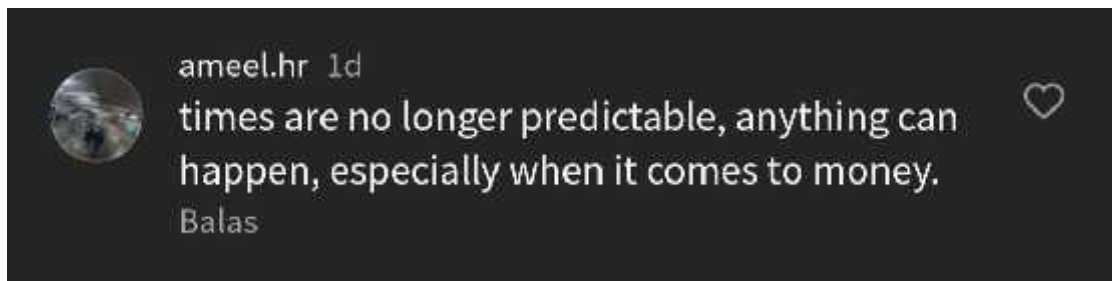 ameel.hr 1d
times are no longer predictable, anything can
happen, especially when it comes to money.
Balas